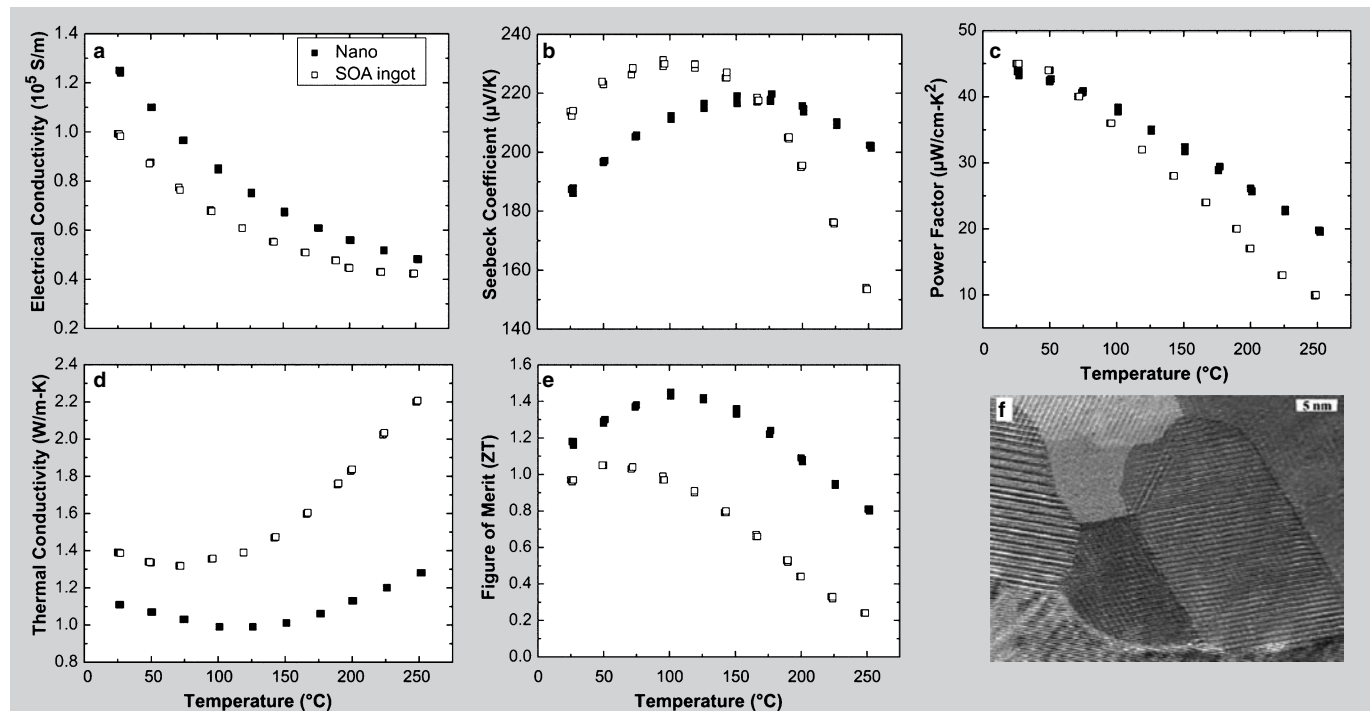 a
Nano
SOA ingot
Electrical Conductivity (10⁵ S/m)
1.4
1.2
1.0
0.8
0.6
0.4
0.2
b
Seebeck Coefficient (μV/K)
240
220
200
180
160
140
c
Power Factor (μW/cm-K²)
50
40
30
20
10
0 50 100 150 200 250
Temperature (°C)
d
Thermal Conductivity (W/m-K)
2.4
2.2
2.0
1.8
1.6
1.4
1.2
1.0
0.8
0 50 100 150 200 250
Temperature (°C)
e
Figure of Merit (ZT)
1.6
1.4
1.2
1.0
0.8
0.6
0.4
0.2
0.0
0 50 100 150 200 250
Temperature (°C)
f
5 nm